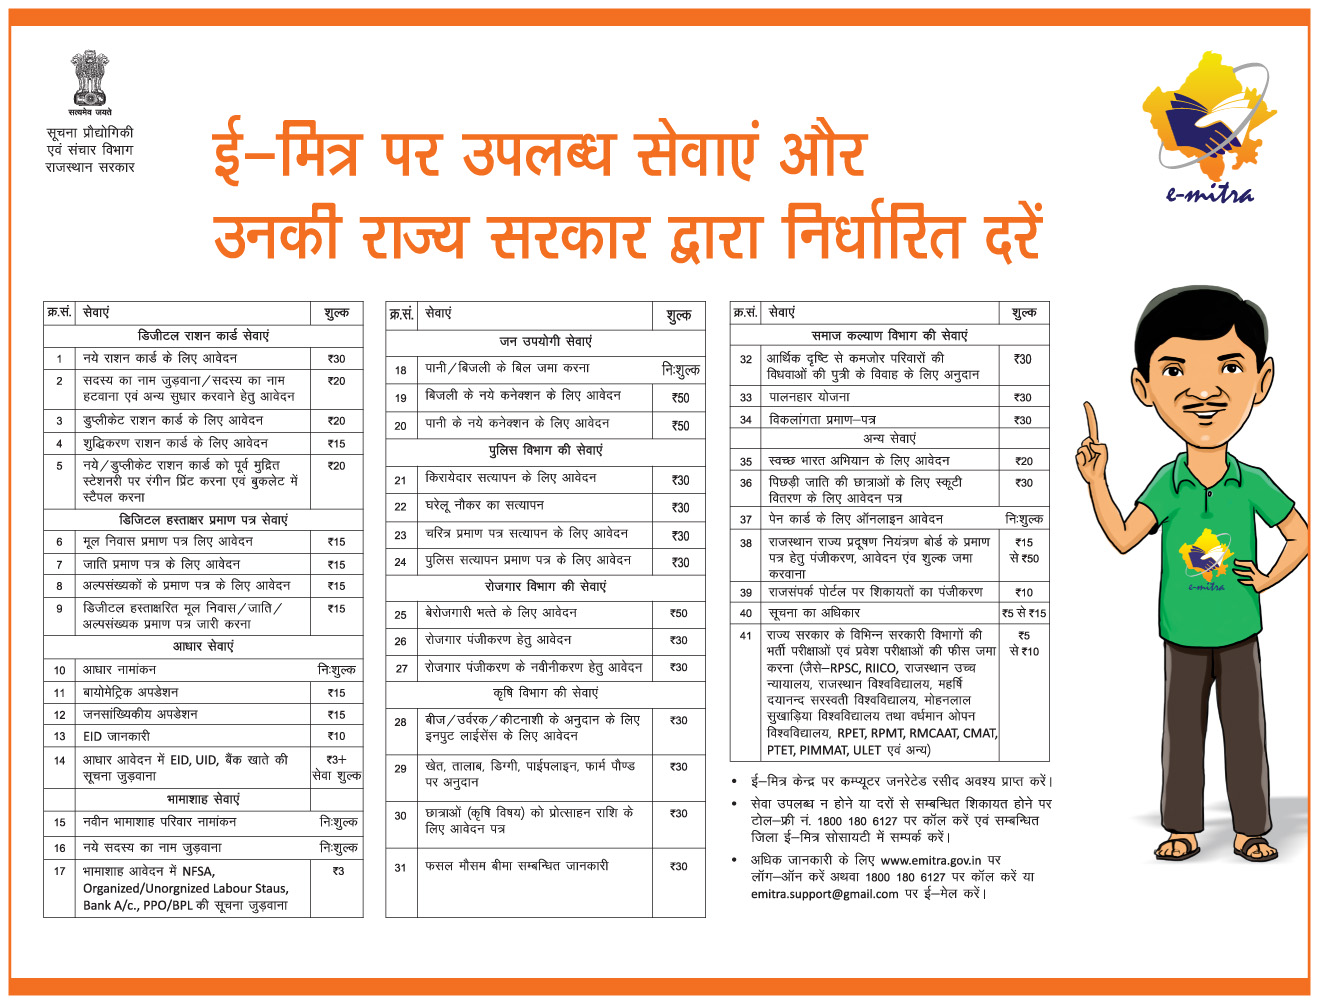 सत्यमेव जयते
सूचना प्रौद्योगिकी
एवं संचार विभाग
राजस्थान सरकार
ई–मित्र पर उपलब्ध सेवाएं और
उनकी राज्य सरकार द्वारा निर्धारित दरें
e-mitra
क्र.सं. सेवाएं शुल्क
डिजीटल राशन कार्ड सेवाएं
1 नये राशन कार्ड के लिए आवेदन ₹30
2 सदस्य का नाम जुड़वाना/सदस्य का नाम ₹20
हटवाना एवं अन्य सुधार करवाने हेतु आवेदन
3 डुप्लीकेट राशन कार्ड के लिए आवेदन ₹20
4 शुद्धिकरण राशन कार्ड के लिए आवेदन ₹15
5 नये/डुप्लीकेट राशन कार्ड को पूर्व मुद्रित ₹20
स्टेशनरी पर रंगीन प्रिंट करना एवं बुकलेट में
स्टैपल करना
डिजिटल हस्ताक्षर प्रमाण पत्र सेवाएं
6 मूल निवास प्रमाण पत्र लिए आवेदन ₹15
7 जाति प्रमाण पत्र के लिए आवेदन ₹15
8 अल्पसंख्यकों के प्रमाण पत्र के लिए आवेदन ₹15
9 डिजिटल हस्ताक्षरित मूल निवास/जाति/ ₹15
अल्पसंख्यक प्रमाण पत्र जारी करना
आधार सेवाएं
10 आधार नामांकन निःशुल्क
11 बायोमेट्रिक अपडेशन ₹15
12 जनसांख्यिकीय अपडेशन ₹15
13 EID जानकारी ₹10
14 आधार आवेदन में EID, UID, बैंक खाते की ₹3+
सूचना जुड़वाना सेवा शुल्क
भामाशाह सेवाएं
15 नवीन भामाशाह परिवार नामांकन निःशुल्क
16 नये सदस्य का नाम जुड़वाना निःशुल्क
17 भामाशाह आवेदन में NFSA, ₹3
Organized/Unorgnized Labour Staus,
Bank A/c., PPO/BPL की सूचना जुड़वाना
क्र.सं. सेवाएं शुल्क
जन उपयोगी सेवाएं
18 पानी/बिजली के बिल जमा करना निःशुल्क
19 बिजली के नये कनेक्शन के लिए आवेदन ₹50
20 पानी के नये कनेक्शन के लिए आवेदन ₹50
पुलिस विभाग की सेवाएं
21 किरायेदार सत्यापन के लिए आवेदन ₹30
22 घरेलू नौकर का सत्यापन ₹30
23 चरित्र प्रमाण पत्र सत्यापन के लिए आवेदन ₹30
24 पुलिस सत्यापन प्रमाण पत्र के लिए आवेदन ₹30
रोजगार विभाग की सेवाएं
25 बेरोजगारी भत्ते के लिए आवेदन ₹50
26 रोजगार पंजीकरण हेतु आवेदन ₹30
27 रोजगार पंजीकरण के नवीनीकरण हेतु आवेदन ₹30
कृषि विभाग की सेवाएं
28 बीज/उर्वरक/कीटनाशी के अनुदान के लिए ₹30
इनपुट लाईसेंस के लिए आवेदन
29 खेत, तालाब, डिग्गी, पाईपलाइन, फार्म पौण्ड ₹30
पर अनुदान
30 छात्राओं (कृषि विषय) को प्रोत्साहन राशि के ₹30
लिए आवेदन पत्र
31 फसल मौसम बीमा सम्बन्धित जानकारी ₹30
क्र.सं. सेवाएं शुल्क
समाज कल्याण विभाग की सेवाएं
32 आर्थिक दृष्टि से कमजोर परिवारों की ₹30
विधवाओं की पुत्री के विवाह के लिए अनुदान
33 पालनहार योजना ₹30
34 विकलांगता प्रमाण–पत्र ₹30
अन्य सेवाएं
35 स्वच्छ भारत अभियान के लिए आवेदन ₹20
36 पिछड़ी जाति की छात्राओं के लिए स्कूटी ₹30
वितरण के लिए आवेदन पत्र
37 पेन कार्ड के लिए ऑनलाइन आवेदन निःशुल्क
38 राजस्थान राज्य प्रदूषण नियंत्रण बोर्ड के प्रमाण ₹15
पत्र हेतु पंजीकरण, आवेदन एंव शुल्क जमा से ₹50
करवाना
39 राजसंपर्क पोर्टल पर शिकायतों का पंजीकरण ₹10
40 सूचना का अधिकार ₹5 से ₹15
41 राज्य सरकार के विभिन्न सरकारी विभागों की ₹5
भर्ती परीक्षाओं एवं प्रवेश परीक्षाओं की फीस जमा से ₹10
करना (जैसे–RPSC, RIICO, राजस्थान उच्च
न्यायालय, राजस्थान विश्वविद्यालय, महर्षि
दयानन्द सरस्वती विश्वविद्यालय, मोहनलाल
सुखाड़िया विश्वविद्यालय तथा वर्धमान ओपन
विश्वविद्यालय, RPET, RPMT, RMCAAT, CMAT,
PTET, PIMMAT, ULET एवं अन्य)
• ई–मित्र केन्द्र पर कम्प्यूटर जनरेटेड रसीद अवश्य प्राप्त करें।
• सेवा उपलब्ध न होने या दरों से सम्बन्धित शिकायत होने पर
टोल–फ्री नं. 1800 180 6127 पर कॉल करें एवं सम्बन्धित
जिला ई–मित्र सोसायटी में सम्पर्क करें।
• अधिक जानकारी के लिए www.emitra.gov.in पर
लॉग–ऑन करें अथवा 1800 180 6127 पर कॉल करें या
emitra.support@gmail.com पर ई–मेल करें।
e-mitra